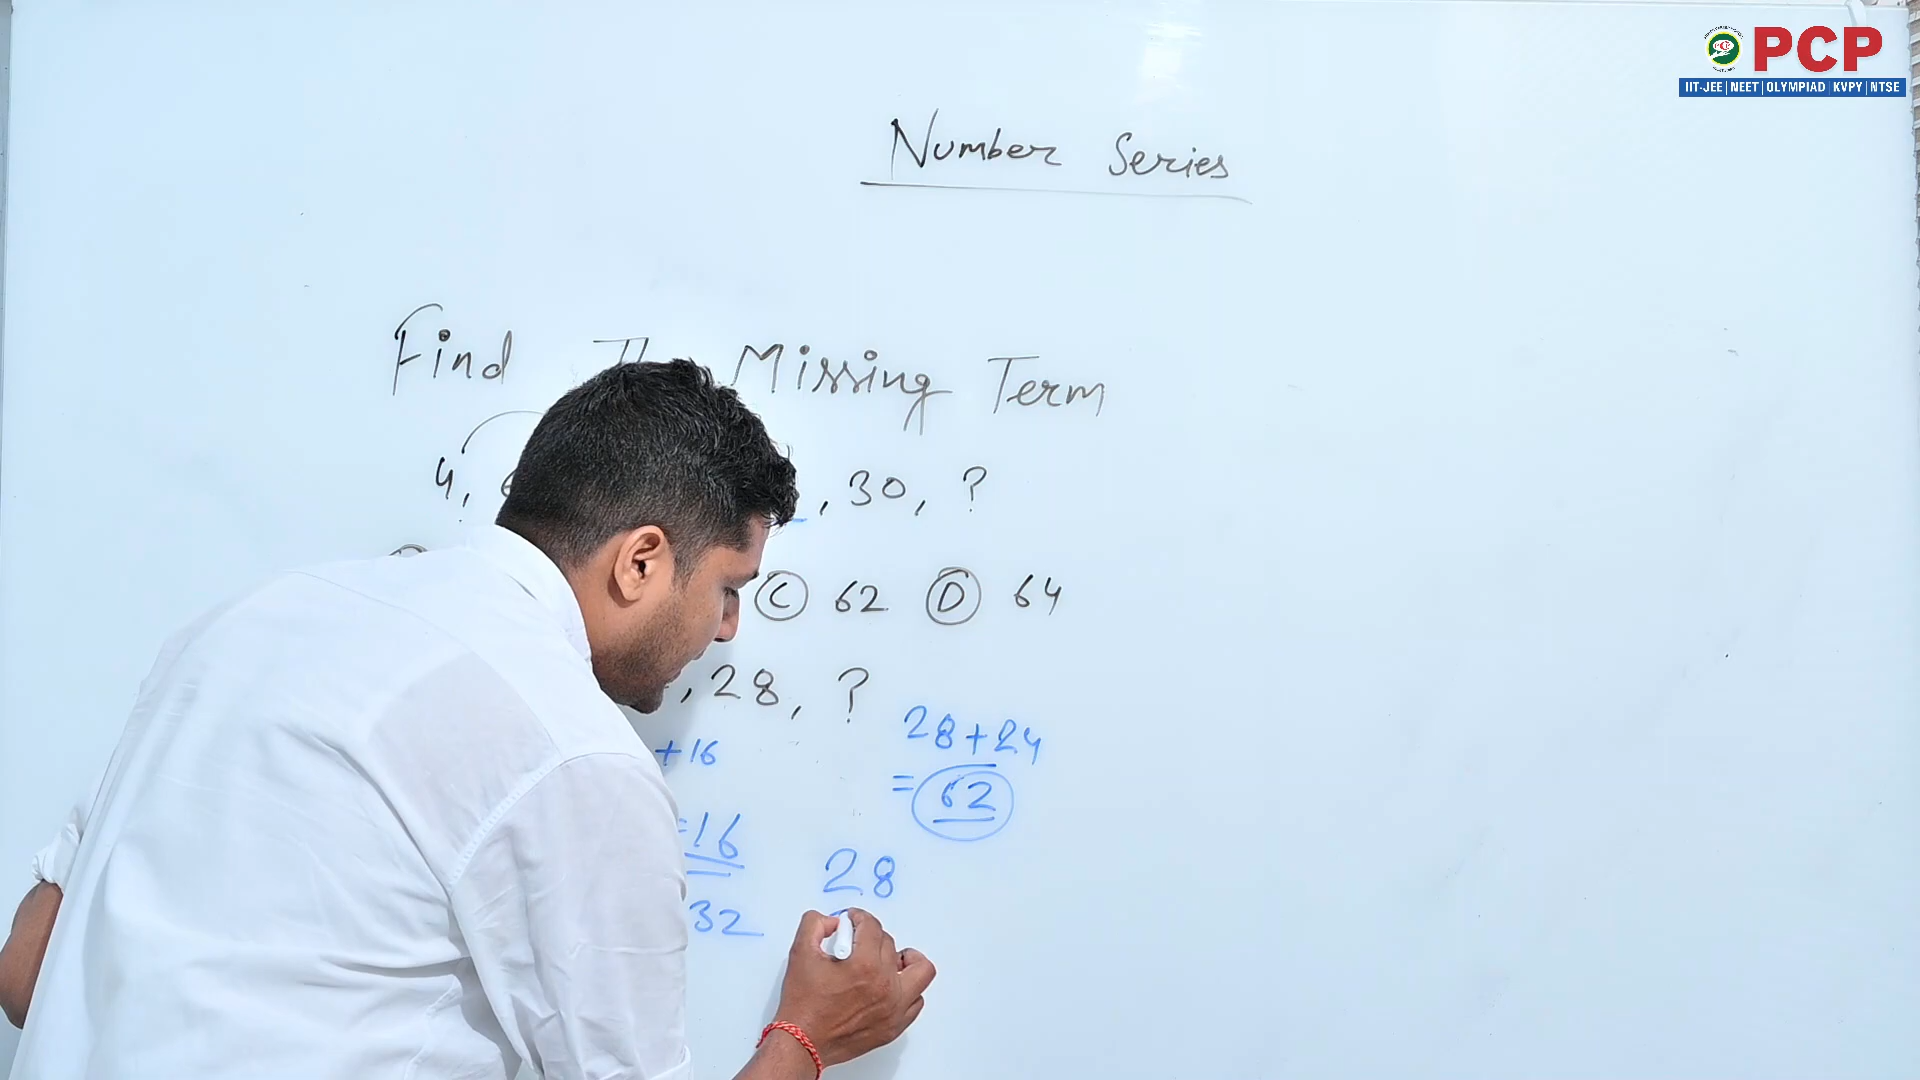 PCP
IIT-JEE | NEET | OLYMPIAD | KVPY | NTSE
Number Series
Find Missing Term
4, , 30, ?
C 62 D 64
, 28, ?
+16
28+24
= 62
=16
28
32